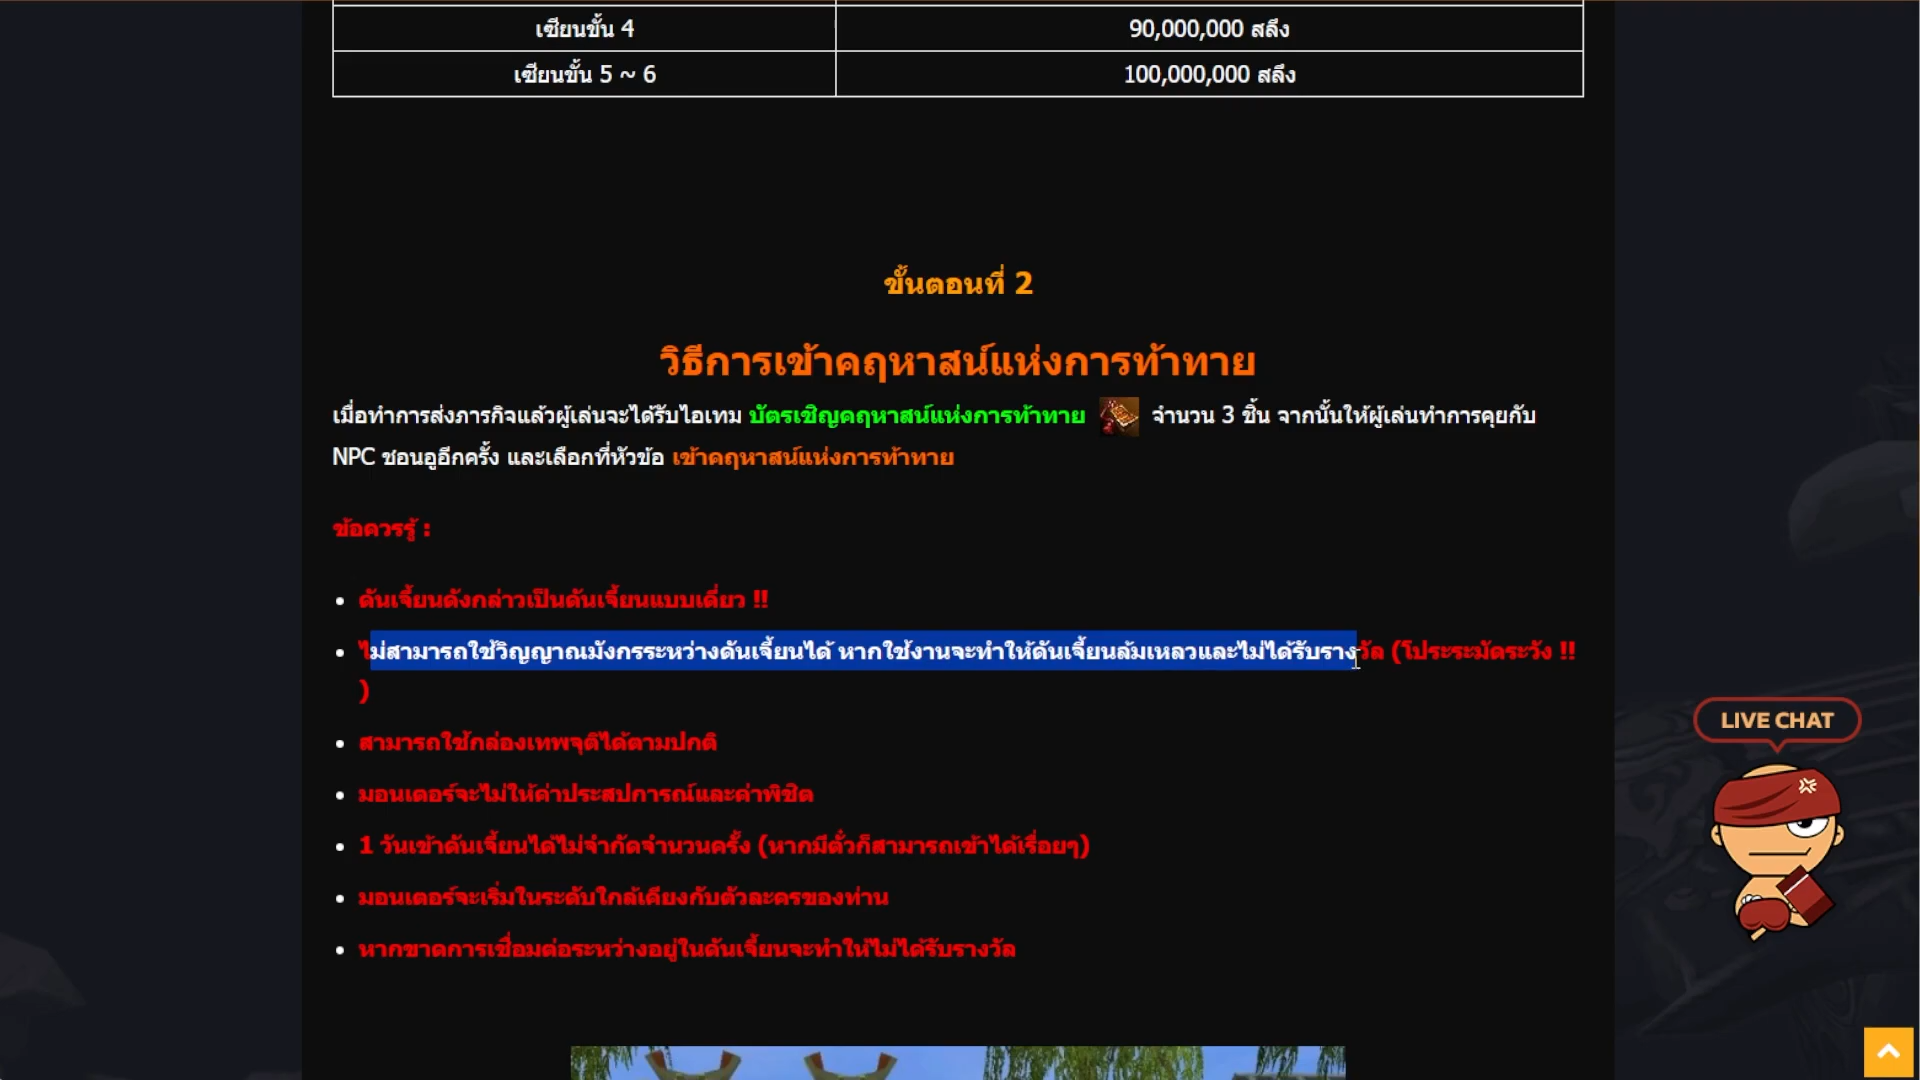 เซียนขั้น 4 90,000,000 สลึง
เซียนขั้น 5 ~ 6 100,000,000 สลึง
ขั้นตอนที่ 2
วิธีการเข้าคฤหาสน์แห่งการท้าทาย
เมื่อทำการส่งภารกิจแล้วผู้เล่นจะได้รับไอเทม บัตรเชิญคฤหาสน์แห่งการท้าทาย จำนวน 3 ชิ้น จากนั้นให้ผู้เล่นทำการคุยกับ
NPC ชอนอูอีกครั้ง และเลือกที่หัวข้อ เข้าคฤหาสน์แห่งการท้าทาย
ข้อควรรู้ :
ดันเจี้ยนดังกล่าวเป็นดันเจี้ยนแบบเดี่ยว !!
ไม่สามารถใช้วิญญาณมังกรระหว่างดันเจี้ยนได้ หากใช้งานจะทำให้ดันเจี้ยนล้มเหลวและไม่ได้รับรางวัล (โปรระมัดระวัง !!
)
สามารถใช้กล่องเทพจุติได้ตามปกติ
มอนเตอร์จะไม่ให้ค่าประสปการณ์และค่าพิชิต
1 วันเข้าดันเจี้ยนได้ไม่จำกัดจำนวนครั้ง (หากมีตั๋วก็สามารถเข้าได้เรื่อยๆ)
มอนเตอร์จะเริ่มในระดับใกล้เคียงกับตัวละครของท่าน
หากขาดการเชื่อมต่อระหว่างอยู่ในดันเจี้ยนจะทำให้ไม่ได้รับรางวัล
LIVE CHAT